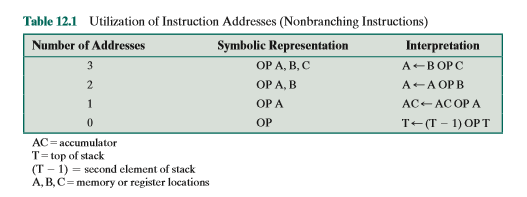 Table 12.1 Utilization of Instruction Addresses (Nonbranching Instructions)
Number of Addresses Symbolic Representation Interpretation
3 OP A, B, C A ← B OP C
2 OP A, B A ← A OP B
1 OP A AC ← AC OP A
0 OP T ← (T − 1) OP T
AC = accumulator
T = top of stack
(T − 1) = second element of stack
A, B, C = memory or register locations